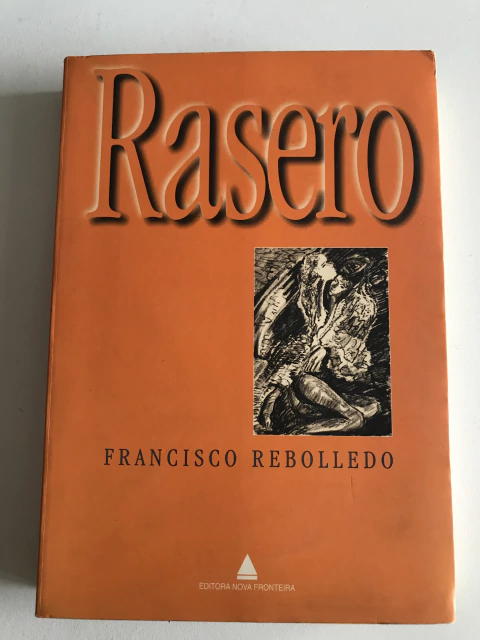 Rasero
FRANCISCO REBOLLEDO
EDITORA NOVA FRONTEIRA